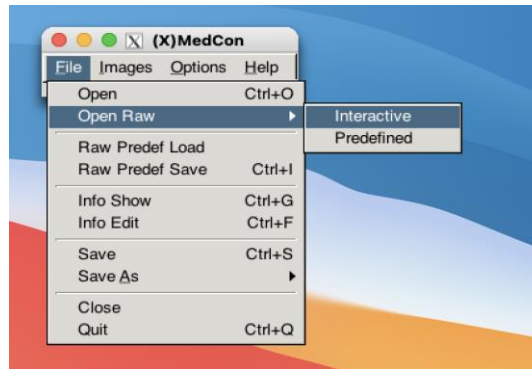 (X)MedCon
File Images Options Help
Open Ctrl+O
Open Raw
Interactive
Predefined
Raw Predef Load
Raw Predef Save Ctrl+I
Info Show Ctrl+G
Info Edit Ctrl+F
Save Ctrl+S
Save As
Close
Quit Ctrl+Q